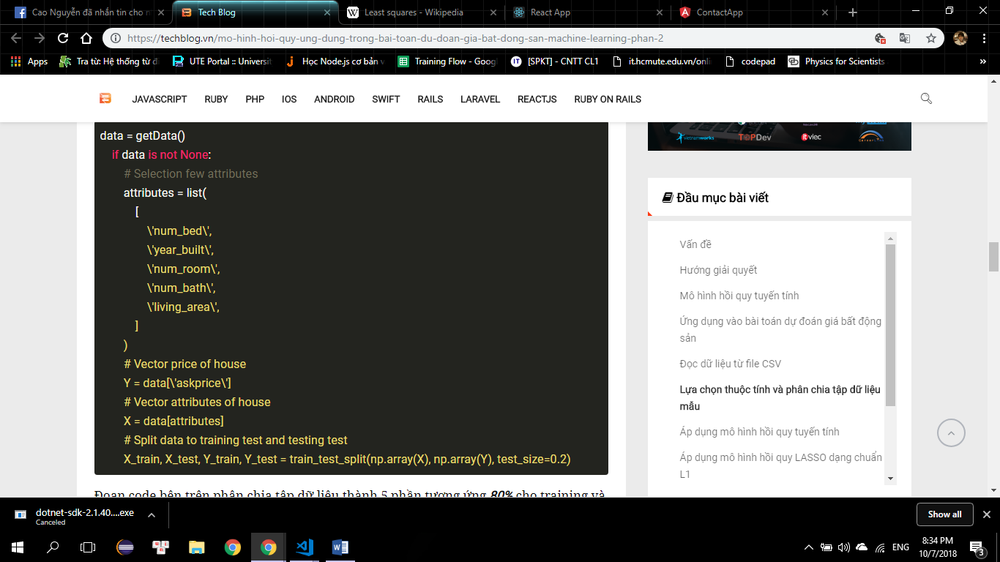 Cao Nguyễn đã nhắn tin cho
Tech Blog
Least squares - Wikipedia
React App
ContactApp
https://techblog.vn/mo-hinh-hoi-quy-ung-dung-trong-bai-toan-du-doan-gia-bat-dong-san-machine-learning-phan-2
Apps
Tra từ: Hệ thống từ
UTE Portal :: Universit
Học Node.js cơ bản
Training Flow - Goog
[SPKT] - CNTT CL1
it.hcmute.edu.vn/onli
codepad
Physics for Scientists
»
JAVASCRIPT
RUBY
PHP
IOS
ANDROID
SWIFT
RAILS
LARAVEL
REACTJS
RUBY ON RAILS
data = getData()
if data is not None:
# Selection few attributes
attributes = list(
[
\'num_bed\',
\'year_built\',
\'num_room\',
\'num_bath\',
\'living_area\',
]
)
# Vector price of house
Y = data[\'askprice\']
# Vector attributes of house
X = data[attributes]
# Split data to training test and testing test
X_train, X_test, Y_train, Y_test = train_test_split(np.array(X), np.array(Y), test_size=0.2)
Đoạn code bên trên phân chia tập dữ liệu thành 5 phần tương ứng 80% cho training và
vietnamworks
TOPDev
itviec
Đầu mục bài viết
Vấn đề
Hướng giải quyết
Mô hình hồi quy tuyến tính
Ứng dụng vào bài toán dự đoán giá bất động
sản
Đọc dữ liệu từ file CSV
Lựa chọn thuộc tính và phân chia tập dữ liệu
mẫu
Áp dụng mô hình hồi quy tuyến tính
Áp dụng mô hình hồi quy LASSO dạng chuẩn
L1
dotnet-sdk-2.1.40....exe
Canceled
Show all
ENG
8:34 PM
10/7/2018
3